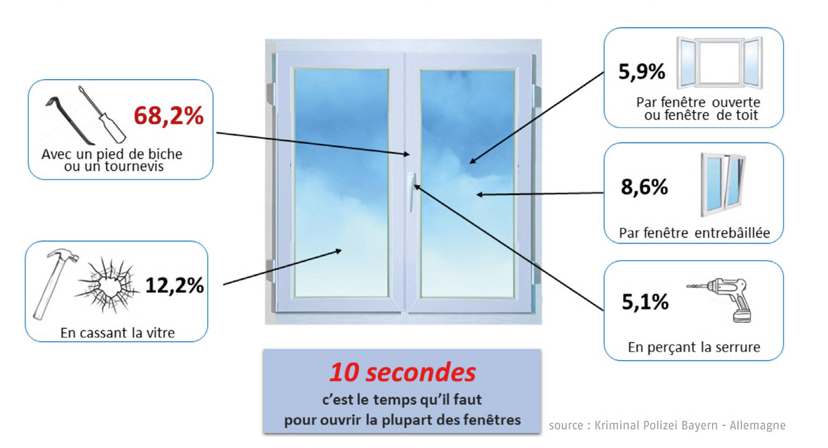 68,2%
Avec un pied de biche
ou un tournevis
12,2%
En cassant la vitre
5,9%
Par fenêtre ouverte
ou fenêtre de toit
8,6%
Par fenêtre entrebâillée
5,1%
En perçant la serrure
10 secondes
c'est le temps qu'il faut
pour ouvrir la plupart des fenêtres
source : Kriminal Polizei Bayern - Allemagne